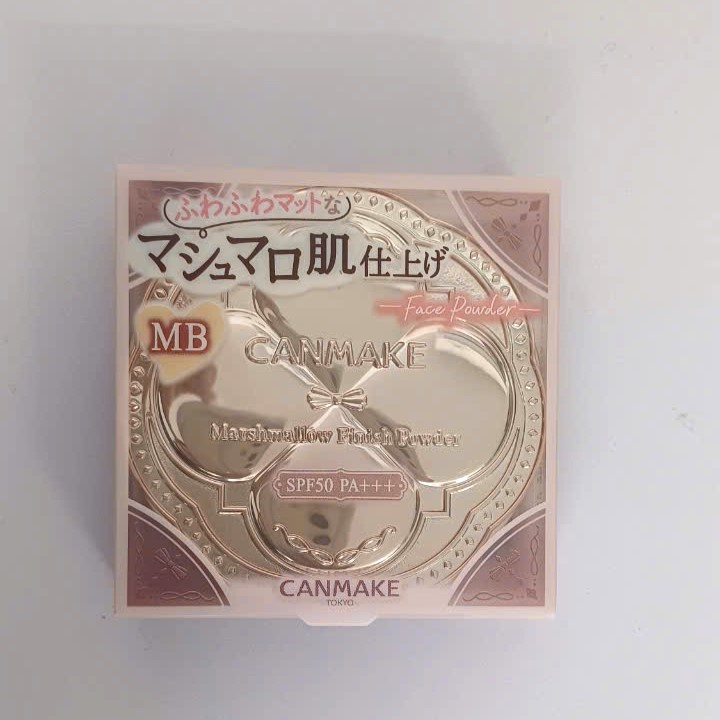 ふわふわマットな
マシュマロ肌仕上げ
Face Powder
MB
CANMAKE
Marshmallow Finish Powder
SPF50 PA+++
CANMAKE
TOKYO